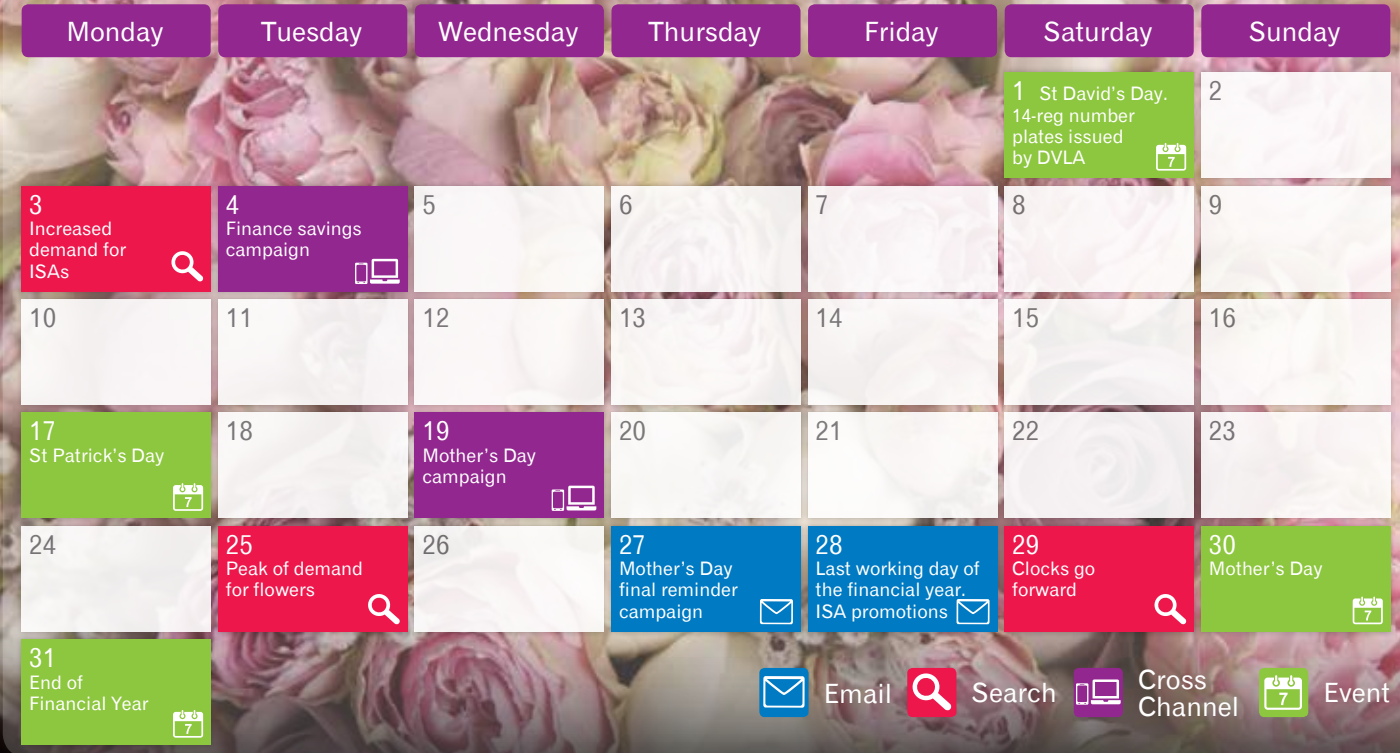 Monday Tuesday Wednesday Thursday Friday Saturday Sunday
1 St David's Day.
14-reg number
plates issued
by DVLA
7
2
3
Increased
demand for
ISAs
4
Finance savings
campaign
5
6
7
8
9
10
11
12
13
14
15
16
17
St Patrick's Day
7
18
19
Mother's Day
campaign
20
21
22
23
24
25
Peak of demand
for flowers
26
27
Mother's Day
final reminder
campaign
28
Last working day of
the financial year.
ISA promotions
29
Clocks go
forward
30
Mother's Day
7
31
End of
Financial Year
7
Email
Search
Cross
Channel
7
Event